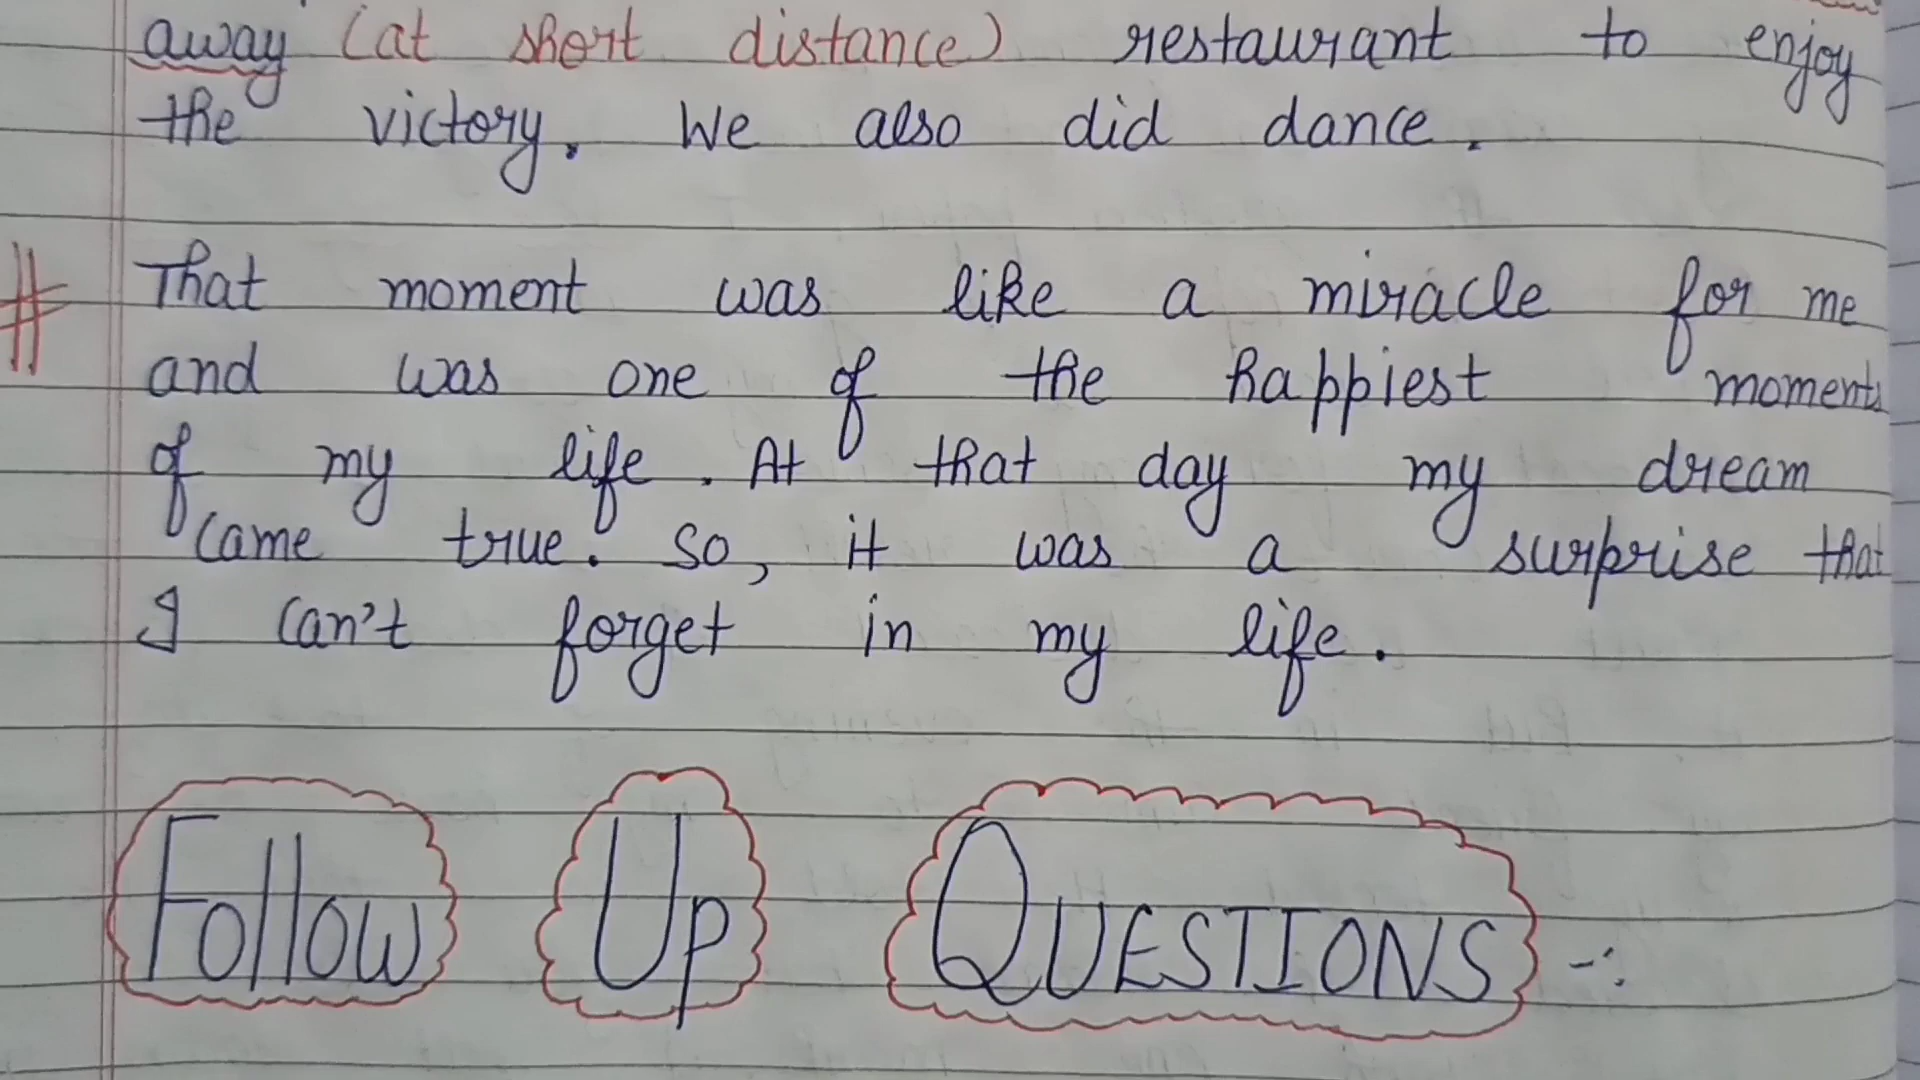 away (at short distance) restaurant to enjoy
the victory. We also did dance.
# That moment was like a miracle for me
and was one of the happiest moments
of my life. At that day my dream
came true. So, it was a surprise that
I can't forget in my life.
Follow Up QUESTIONS -: